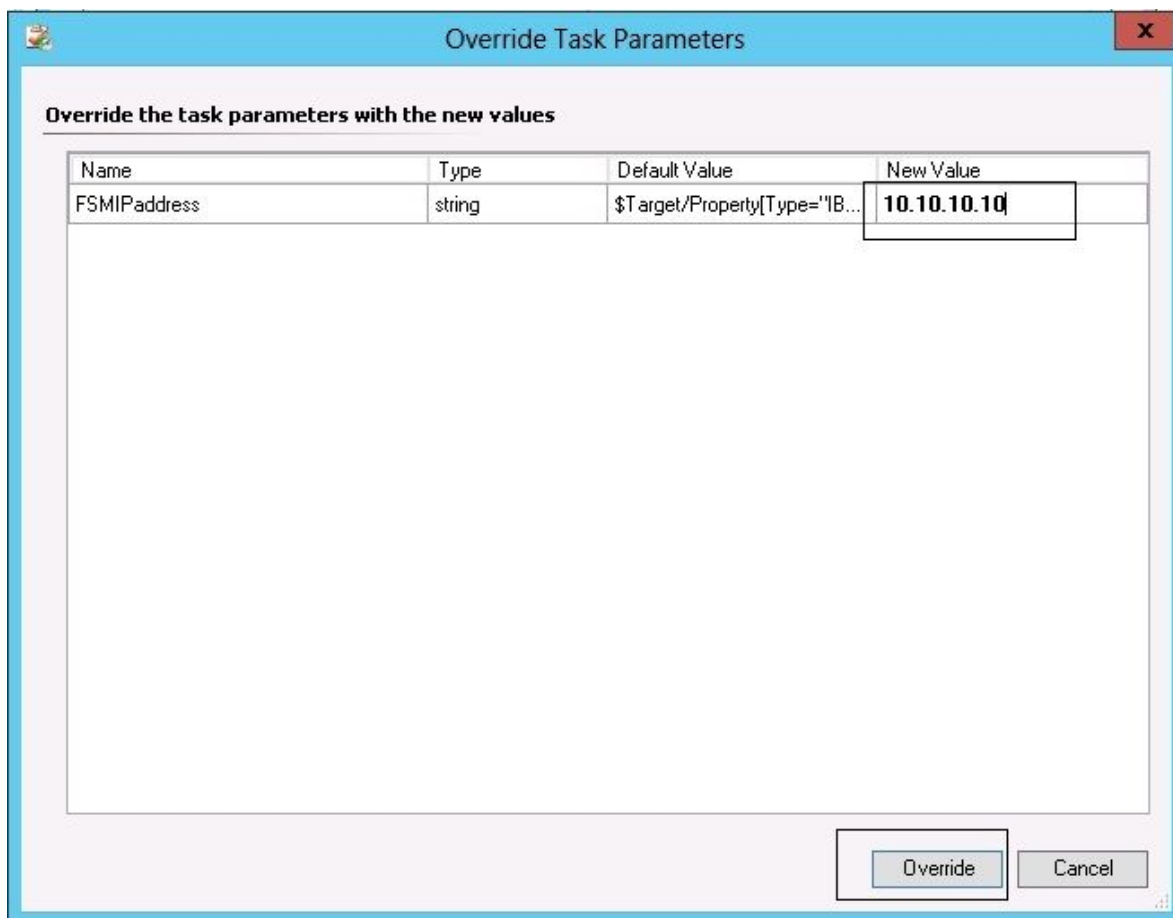 Override Task Parameters
x
Override the task parameters with the new values
Name Type Default Value New Value
FSMIPaddress string $Target/Property[Type="IB... 10.10.10.10
Override Cancel